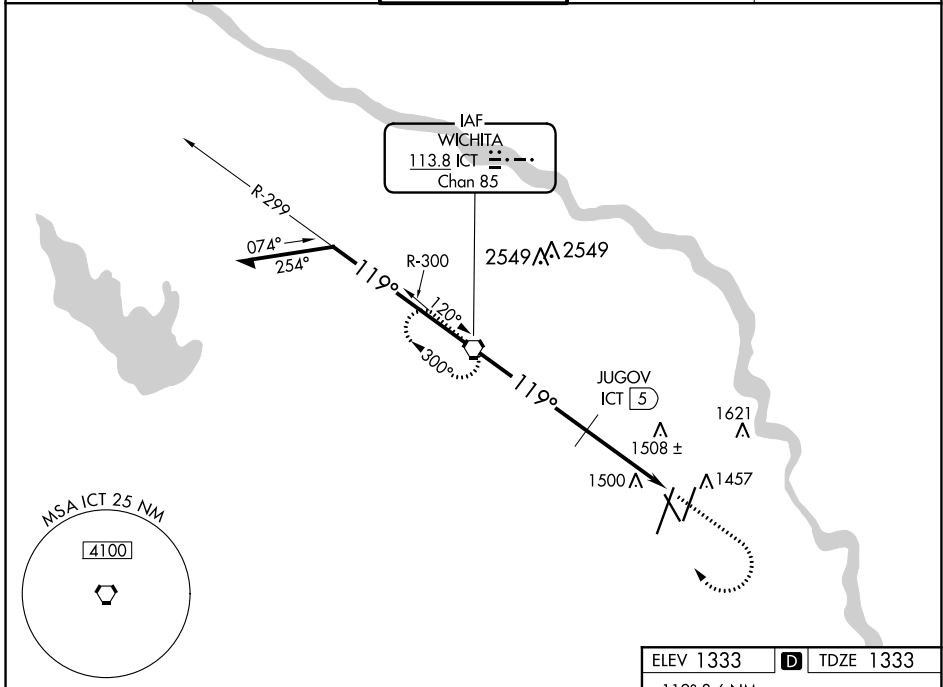 IAF
WICHITA
113.8 ICT
Chan 85
R-299
074°
254°
119°
R-300
120°
300°
2549
2549
119°
JUGOV
ICT 5
1621
1508 ±
1500
1457
MSA ICT 25 NM
4100
ELEV 1333
D
TDZE 1333